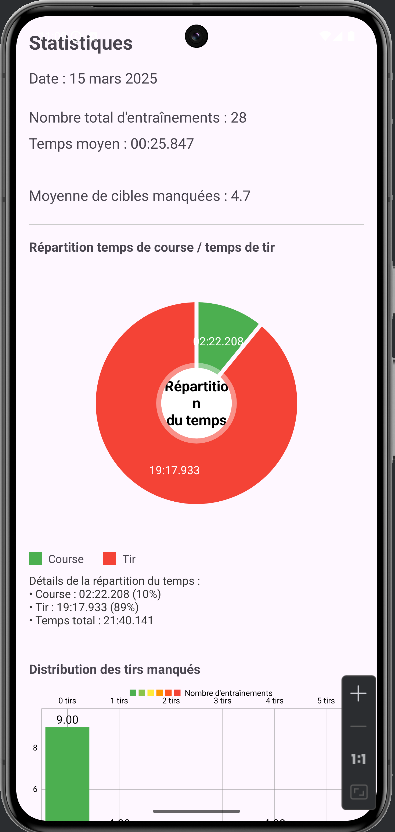 Statistiques
Date : 15 mars 2025
Nombre total d'entraînements : 28
Temps moyen : 00:25.847
Moyenne de cibles manquées : 4.7
Répartition temps de course / temps de tir
02:22.208
Répartitio
n
du temps
19:17.933
Course Tir
Détails de la répartition du temps :
• Course : 02:22.208 (10%)
• Tir : 19:17.933 (89%)
• Temps total : 21:40.141
Distribution des tirs manqués
Nombre d'entraînements
0 tirs 1 tirs 2 tirs 3 tirs 4 tirs 5 tirs
9.00
8
6
1:1